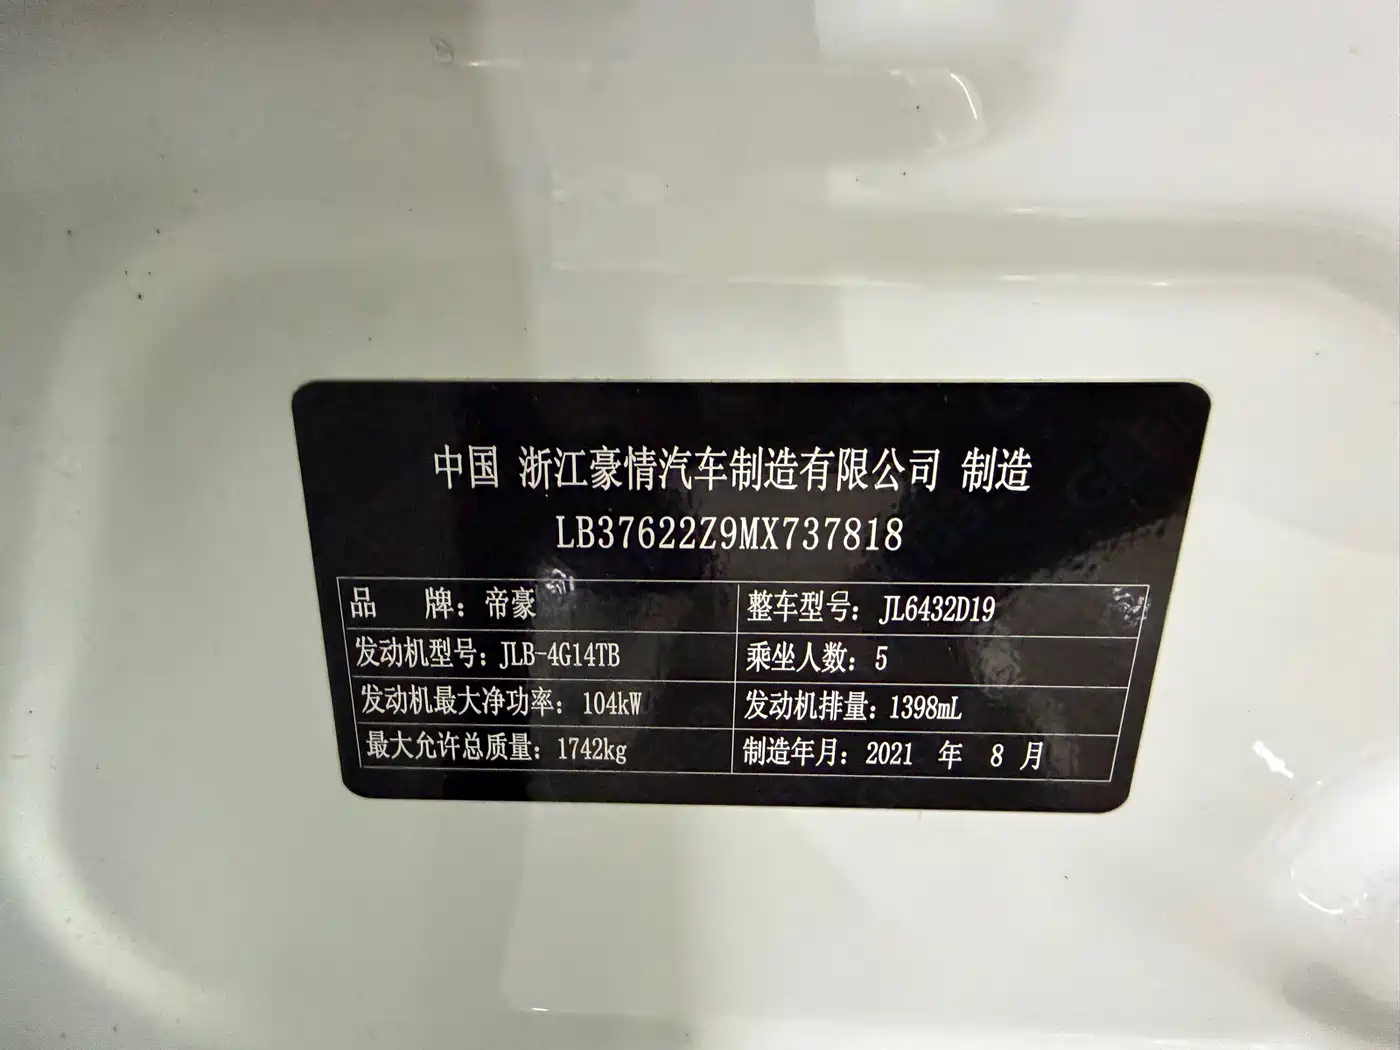 中国 浙江豪情汽车制造有限公司 制造
LB37622Z9MX737818
品 牌：帝豪 整车型号：JL6432D19
发动机型号：JLB-4G14TB 乘坐人数：5
发动机最大净功率：104kW 发动机排量：1398mL
最大允许总质量：1742kg 制造年月：2021 年 8 月